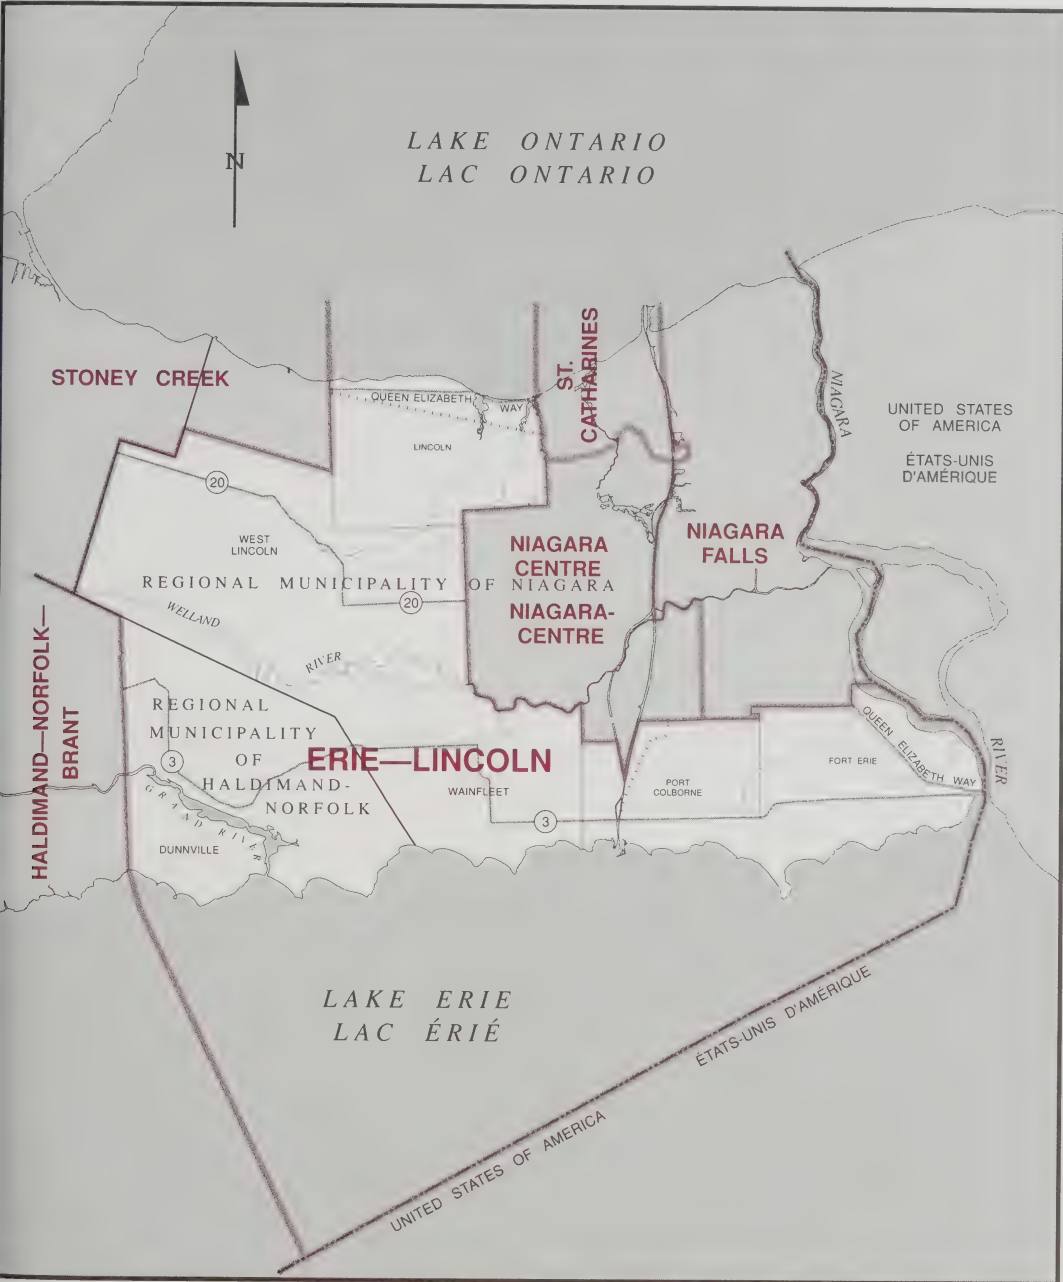 LAKE ONTARIO
LAC ONTARIO
N
STONEY CREEK
ST.
CATHARINES
NIAGARA
UNITED STATES
OF AMERICA
ÉTATS-UNIS
D'AMÉRIQUE
QUEEN ELIZABETH WAY
LINCOLN
20
WEST
LINCOLN
NIAGARA
CENTRE
NIAGARA-
CENTRE
NIAGARA
FALLS
REGIONAL MUNICIPALITY OF NIAGARA
20
WELLAND
RIVER
HALDIMAND—NORFOLK—
BRANT
REGIONAL
MUNICIPALITY
OF
HALDIMAND-
NORFOLK
3
ERIE—LINCOLN
WAINFLEET
PORT
COLBORNE
FORT ERIE
QUEEN ELIZABETH WAY
RIVER
GRAND RIVER
DUNNVILLE
3
LAKE ERIE
LAC ÉRIÉ
UNITED STATES OF AMERICA
ÉTATS-UNIS D'AMÉRIQUE